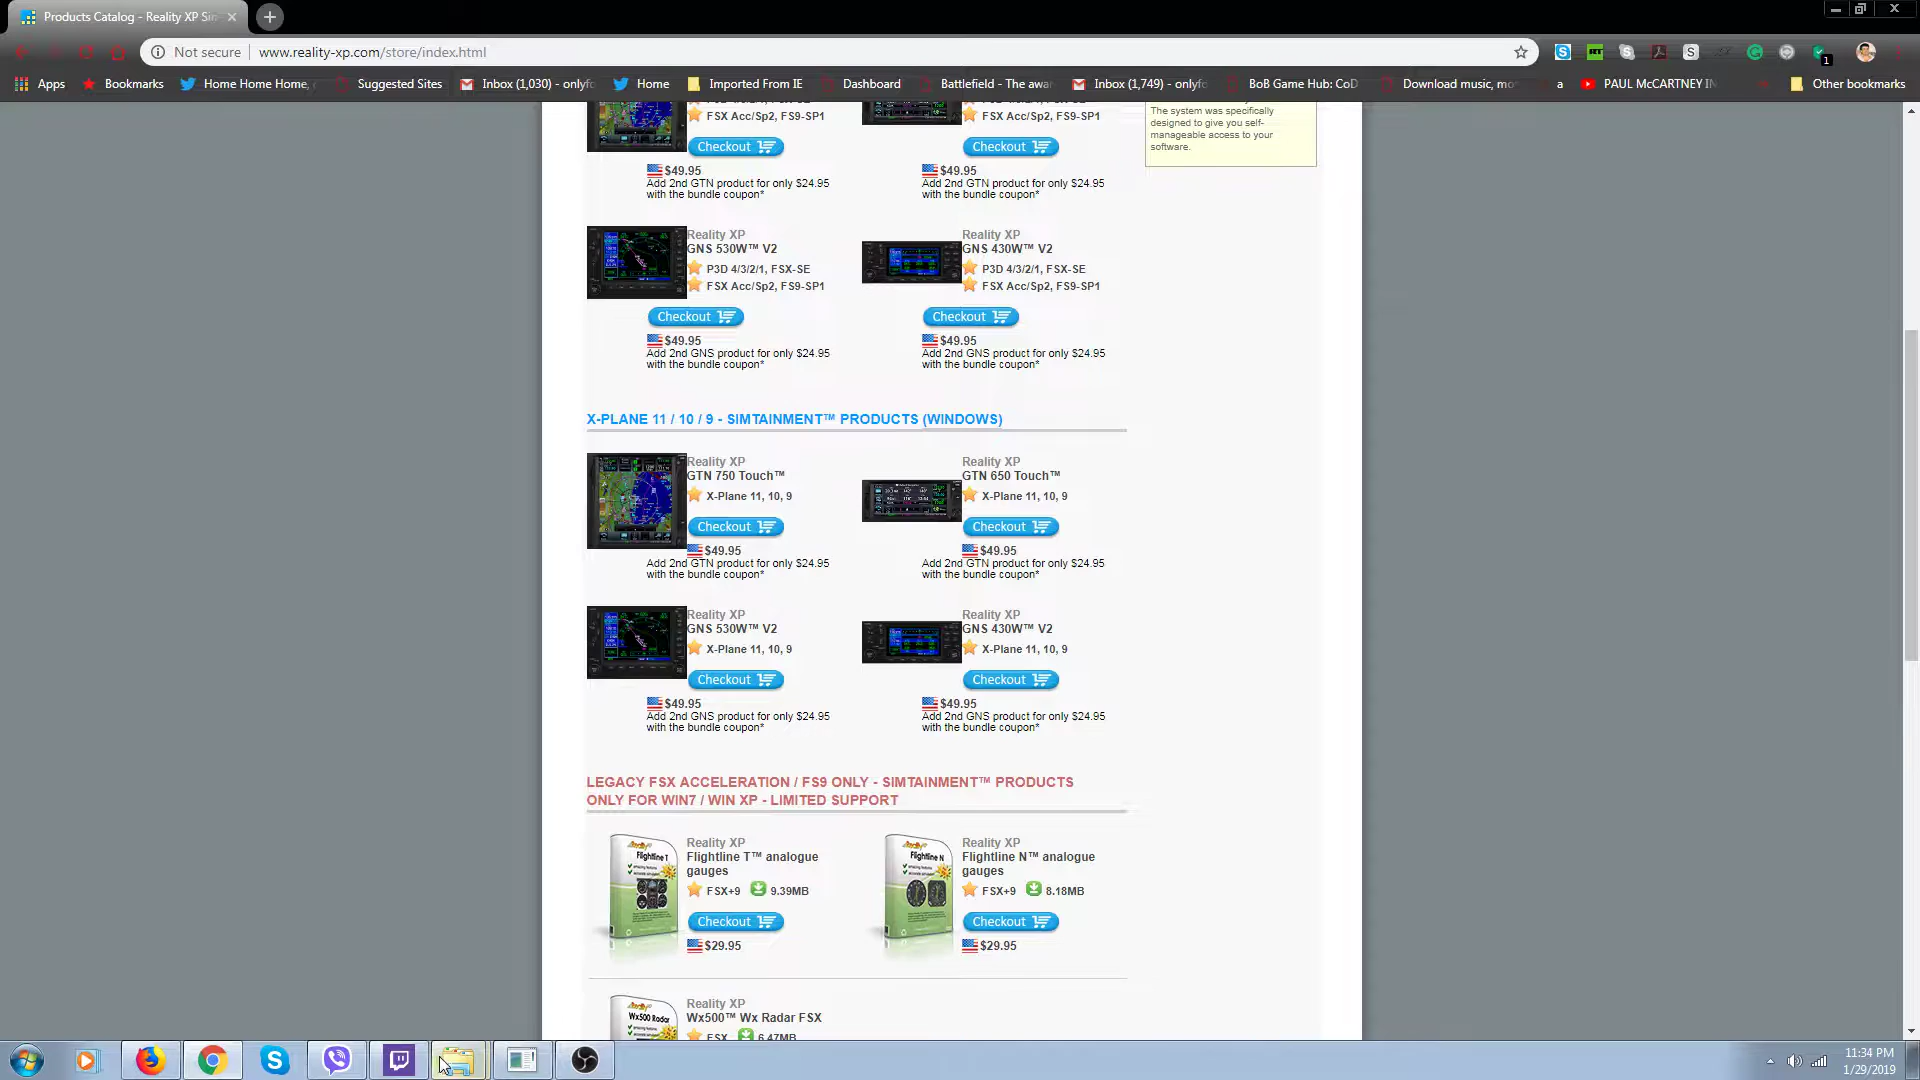 Products Catalog - Reality XP Sim
Not secure
www.reality-xp.com/store/index.html
1
Apps
Bookmarks
Home Home Home,
Suggested Sites
Inbox (1,030) - onlyfo
Home
Imported From IE
Dashboard
Battlefield - The awa
Inbox (1,749) - onlyfo
BoB Game Hub: CoD
Download music, mo
a
PAUL McCARTNEY IN
Other bookmarks
FSX Acc/Sp2, FS9-SP1
Checkout
$49.95
Add 2nd GTN product for only $24.95
with the bundle coupon*
FSX Acc/Sp2, FS9-SP1
Checkout
$49.95
Add 2nd GTN product for only $24.95
with the bundle coupon*
The system was specifically
designed to give you self-
manageable access to your
software.
Reality XP
GNS 530W™ V2
P3D 4/3/2/1, FSX-SE
FSX Acc/Sp2, FS9-SP1
Checkout
$49.95
Add 2nd GNS product for only $24.95
with the bundle coupon*
Reality XP
GNS 430W™ V2
P3D 4/3/2/1, FSX-SE
FSX Acc/Sp2, FS9-SP1
Checkout
$49.95
Add 2nd GNS product for only $24.95
with the bundle coupon*
X-PLANE 11 / 10 / 9 - SIMTAINMENT™ PRODUCTS (WINDOWS)
Reality XP
GTN 750 Touch™
X-Plane 11, 10, 9
Checkout
$49.95
Add 2nd GTN product for only $24.95
with the bundle coupon*
Reality XP
GTN 650 Touch™
X-Plane 11, 10, 9
Checkout
$49.95
Add 2nd GTN product for only $24.95
with the bundle coupon*
Reality XP
GNS 530W™ V2
X-Plane 11, 10, 9
Checkout
$49.95
Add 2nd GNS product for only $24.95
with the bundle coupon*
Reality XP
GNS 430W™ V2
X-Plane 11, 10, 9
Checkout
$49.95
Add 2nd GNS product for only $24.95
with the bundle coupon*
LEGACY FSX ACCELERATION / FS9 ONLY - SIMTAINMENT™ PRODUCTS
ONLY FOR WIN7 / WIN XP - LIMITED SUPPORT
Flightline T
Reality XP
Flightline T™ analogue
gauges
FSX+9 9.39MB
Checkout
$29.95
Flightline N
Reality XP
Flightline N™ analogue
gauges
FSX+9 8.18MB
Checkout
$29.95
Wx500 Radar
Reality XP
Wx500™ Wx Radar FSX
FSX 6.47MB
11:34 PM
1/29/2019